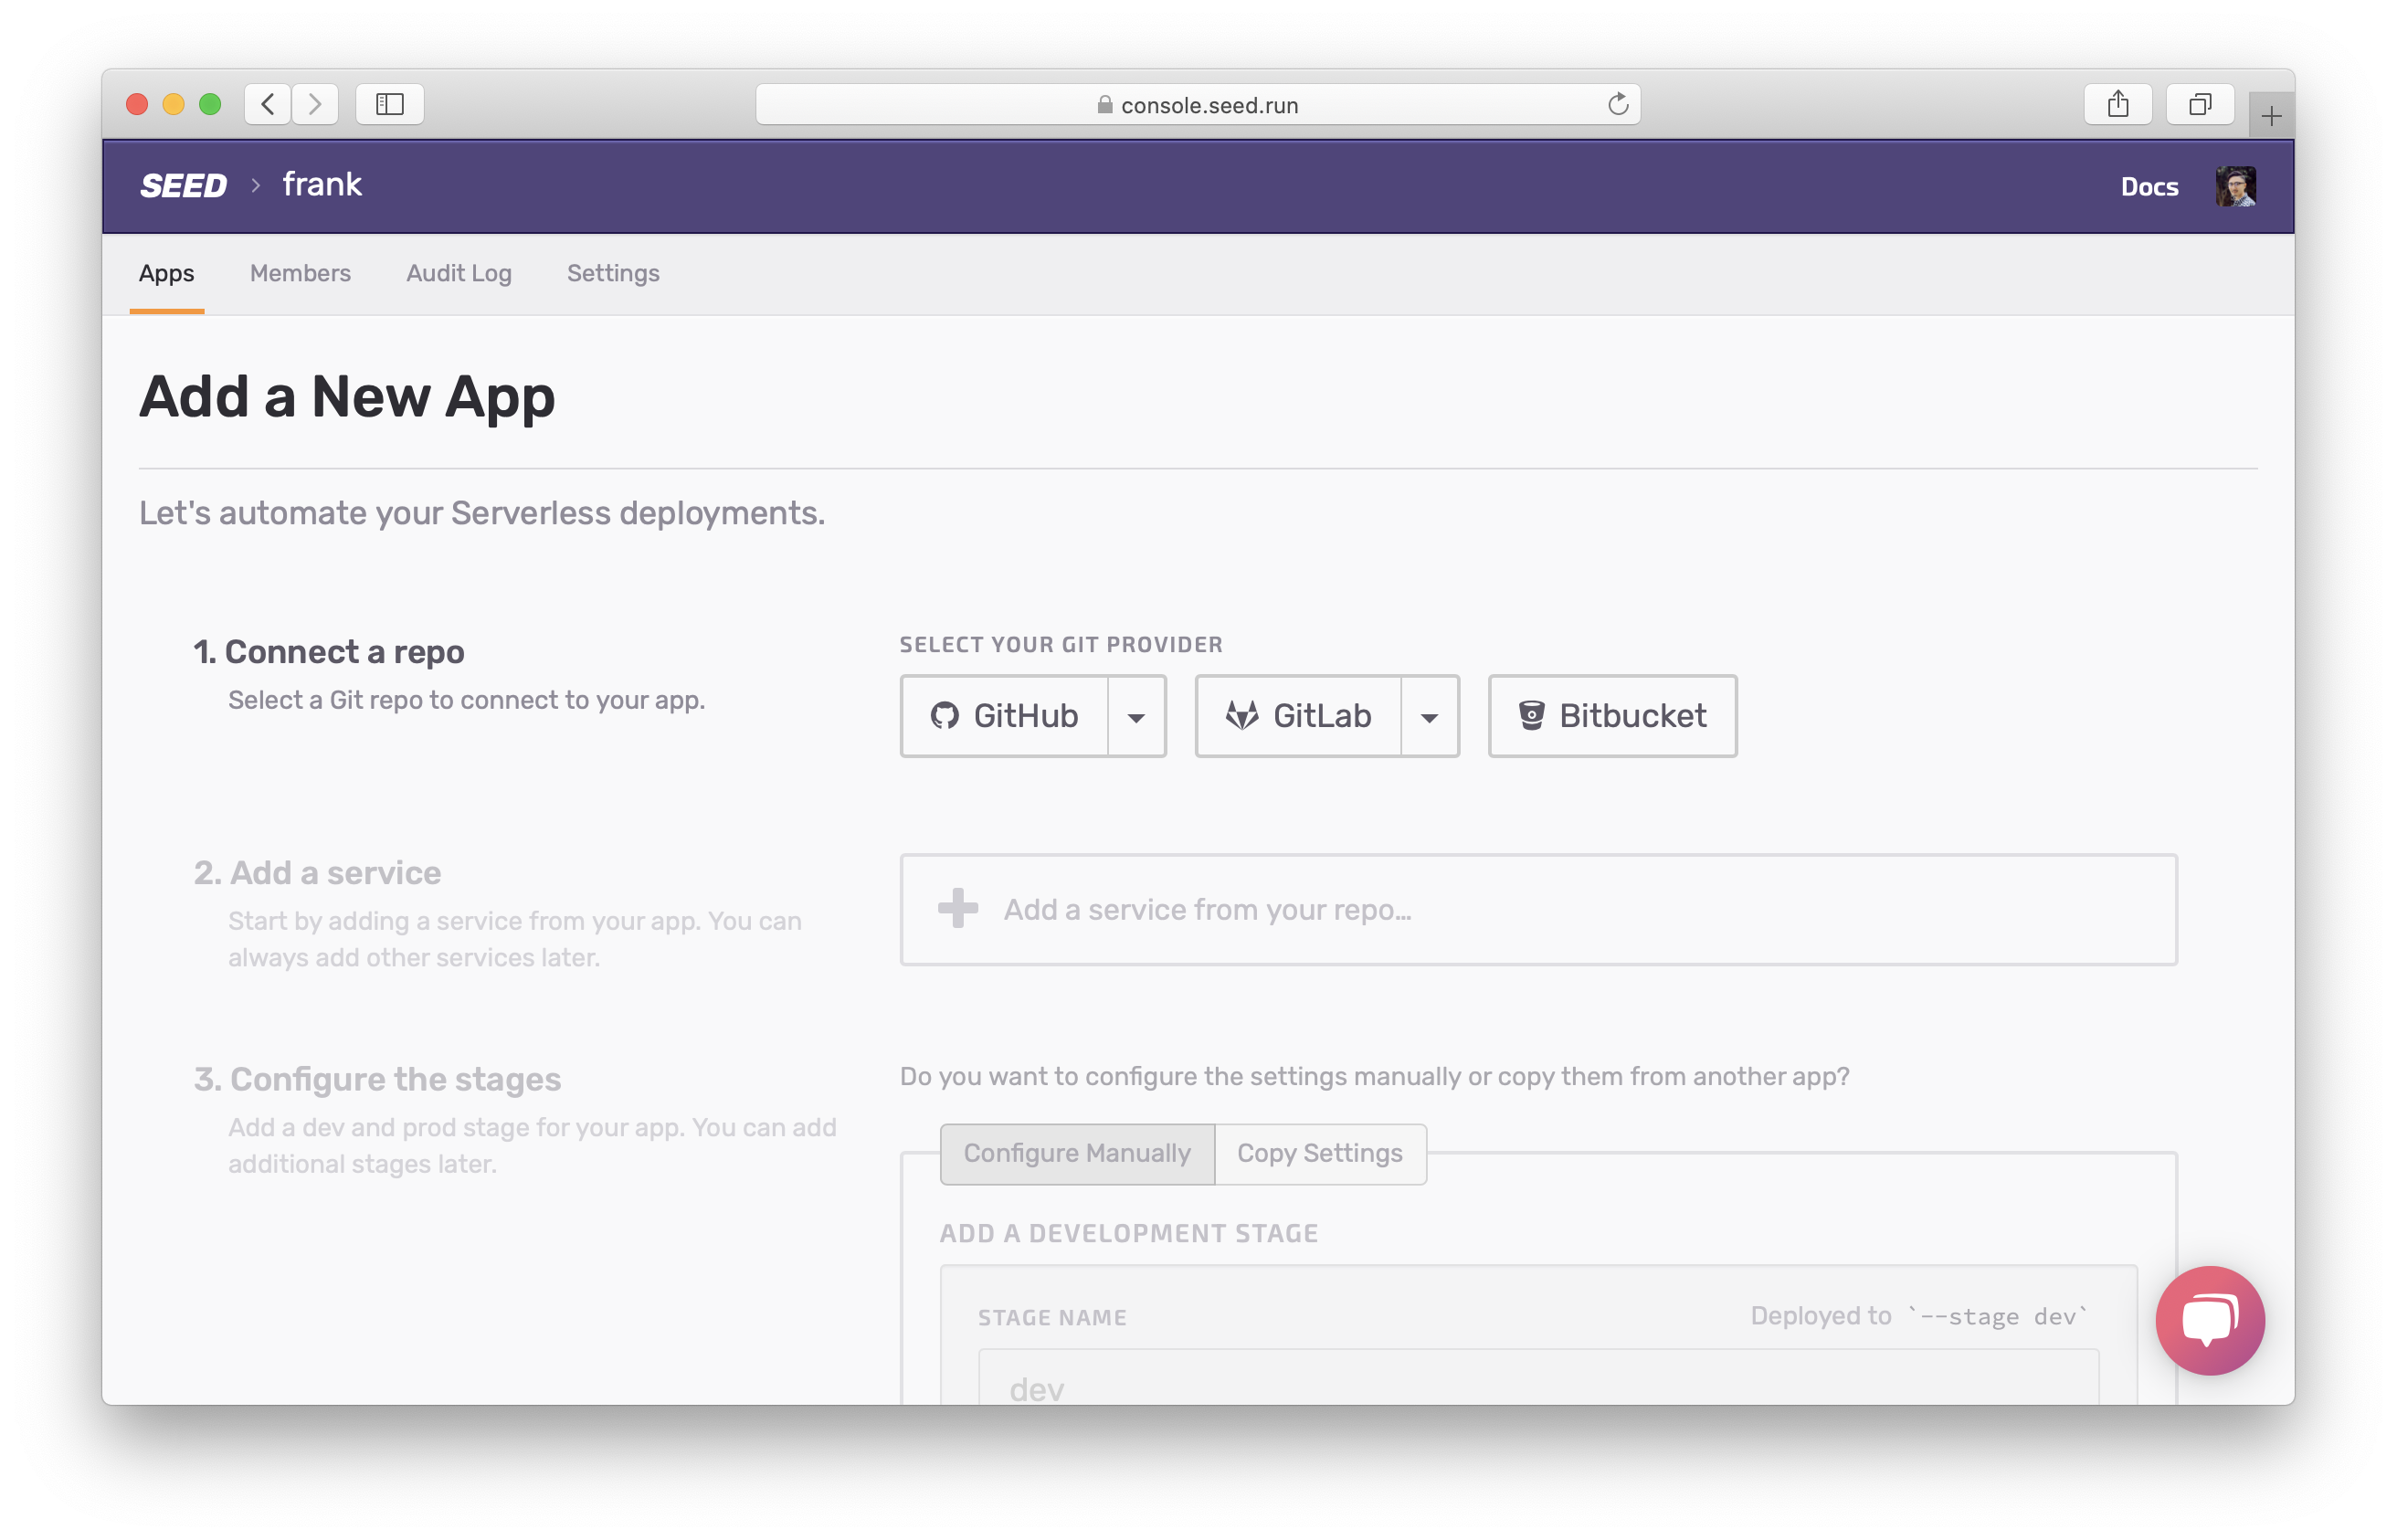 console.seed.run
SEED > frank
Docs
Apps
Members
Audit Log
Settings
Add a New App
Let's automate your Serverless deployments.
1. Connect a repo
Select a Git repo to connect to your app.
SELECT YOUR GIT PROVIDER
GitHub
GitLab
Bitbucket
2. Add a service
Start by adding a service from your app. You can
always add other services later.
Add a service from your repo...
3. Configure the stages
Add a dev and prod stage for your app. You can add
additional stages later.
Do you want to configure the settings manually or copy them from another app?
Configure Manually
Copy Settings
ADD A DEVELOPMENT STAGE
STAGE NAME
Deployed to `--stage dev`
dev